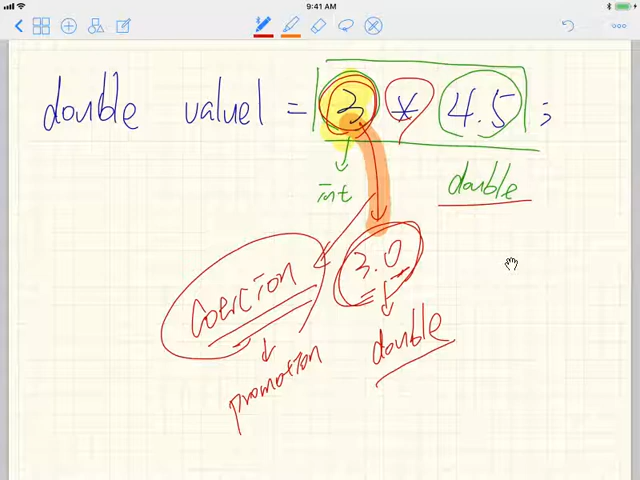 9:41 AM
double value1 = 3 * 4.5 ;
int
double
3.0
Coercion
double
promotion